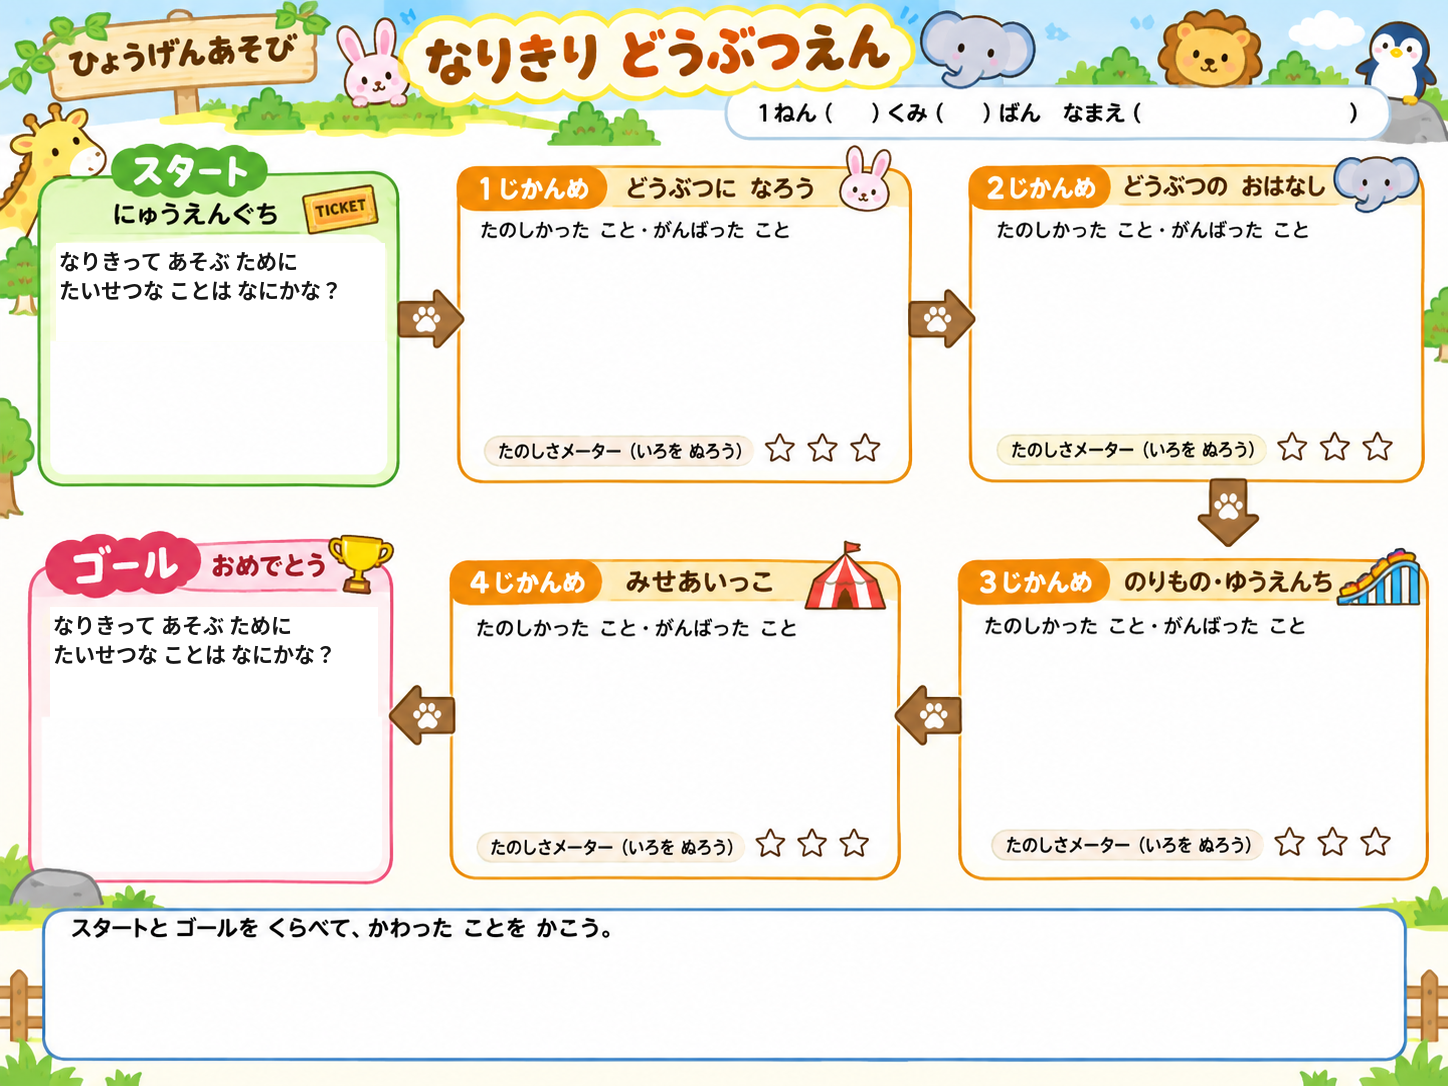 ひょうげんあそび
なりきり どうぶつえん
1ねん（　　）くみ（　　）ばん　なまえ（　　　　　　　　　　）
スタート
にゅうえんぐち
TICKET
なりきって あそぶ ために
たいせつな ことは なにかな？
1じかんめ　どうぶつに なろう
たのしかった こと・がんばった こと
たのしさメーター（いろを ぬろう）
2じかんめ　どうぶつの おはなし
たのしかった こと・がんばった こと
たのしさメーター（いろを ぬろう）
3じかんめ　のりもの・ゆうえんち
たのしかった こと・がんばった こと
たのしさメーター（いろを ぬろう）
4じかんめ　みせあいっこ
たのしかった こと・がんばった こと
たのしさメーター（いろを ぬろう）
ゴール　おめでとう
なりきって あそぶ ために
たいせつな ことは なにかな？
スタートと ゴールを くらべて、かわった ことを かこう。